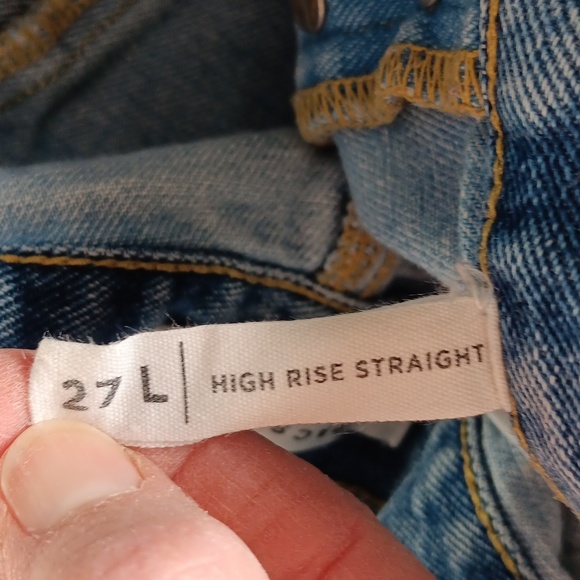 27 L | HIGH RISE STRAIGHT